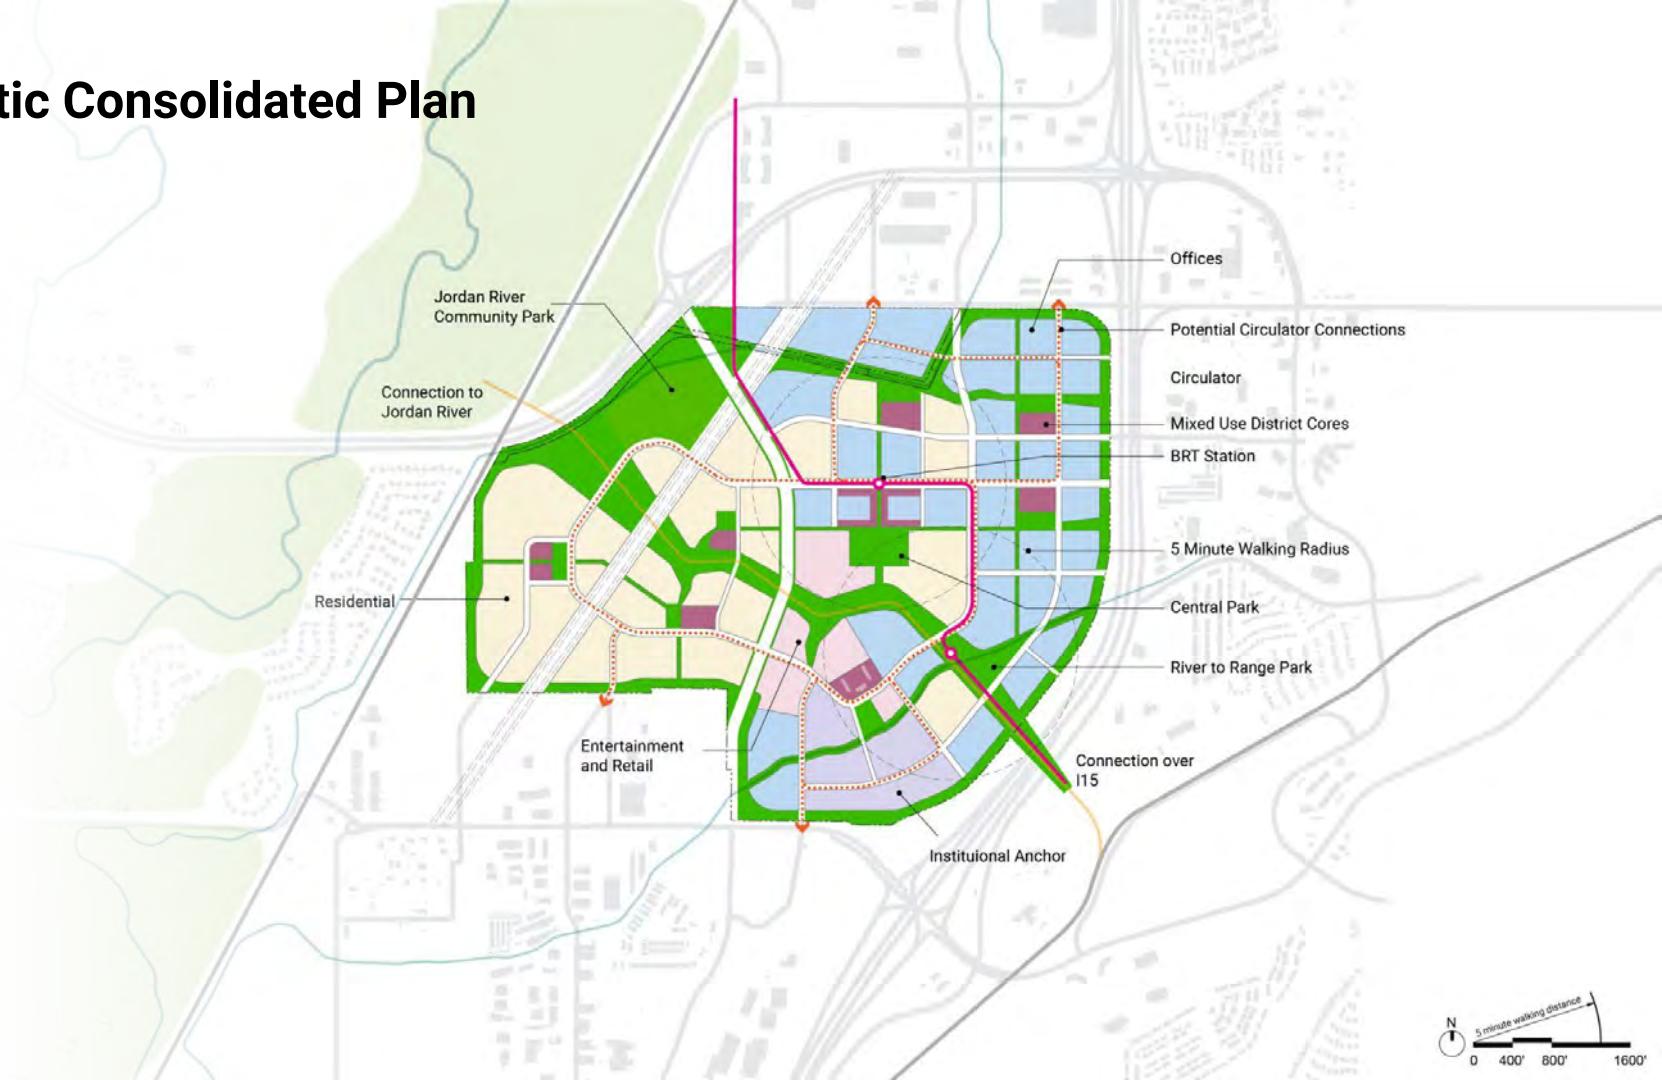 tic Consolidated Plan
Offices
Jordan River
Community Park
Potential Circulator Connections
Circulator
Connection to
Jordan River
Mixed Use District Cores
BRT Station
5 Minute Walking Radius
Residential
Central Park
River to Range Park
Entertainment
and Retail
Connection over
I15
Instituional Anchor
N
5 minute walking distance
0 400' 800' 1600'